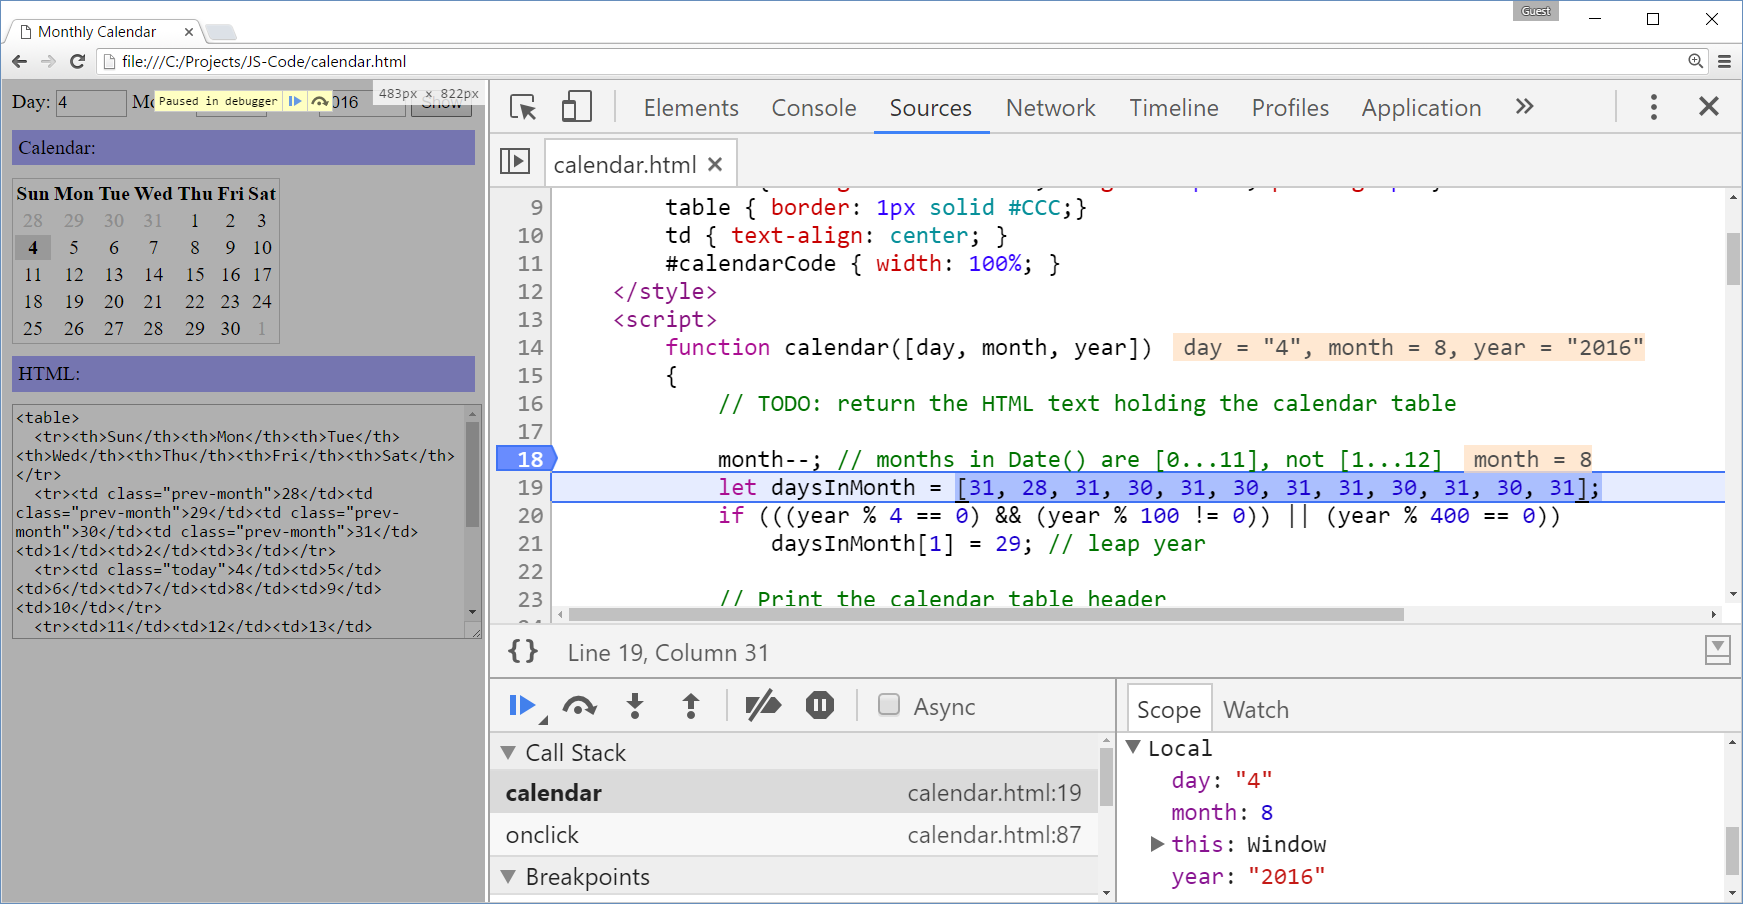 Guest
Monthly Calendar
file:///C:/Projects/JS-Code/calendar.html
Day: 4 Mo Paused in debugger 016 483px × 822px Show
Calendar:
Sun Mon Tue Wed Thu Fri Sat
28 29 30 31 1 2 3
4 5 6 7 8 9 10
11 12 13 14 15 16 17
18 19 20 21 22 23 24
25 26 27 28 29 30 1
HTML:
<table>
<tr><th>Sun</th><th>Mon</th><th>Tue</th>
<th>Wed</th><th>Thu</th><th>Fri</th><th>Sat</th>
</tr>
<tr><td class="prev-month">28</td><td
class="prev-month">29</td><td class="prev-
month">30</td><td class="prev-month">31</td>
<td>1</td><td>2</td><td>3</td></tr>
<tr><td class="today">4</td><td>5</td>
<td>6</td><td>7</td><td>8</td><td>9</td>
<td>10</td></tr>
<tr><td>11</td><td>12</td><td>13</td>
Elements Console Sources Network Timeline Profiles Application »
calendar.html
9 table { border: 1px solid #CCC;}
10 td { text-align: center; }
11 #calendarCode { width: 100%; }
12 </style>
13 <script>
14 function calendar([day, month, year]) day = "4", month = 8, year = "2016"
15 {
16 // TODO: return the HTML text holding the calendar table
17
18 month--; // months in Date() are [0...11], not [1...12] month = 8
19 let daysInMonth = [31, 28, 31, 30, 31, 30, 31, 31, 30, 31, 30, 31];
20 if (((year % 4 == 0) && (year % 100 != 0)) || (year % 400 == 0))
21 daysInMonth[1] = 29; // leap year
22
23 // Print the calendar table header
{} Line 19, Column 31
Async
Call Stack
calendar calendar.html:19
onclick calendar.html:87
Breakpoints
Scope Watch
Local
day: "4"
month: 8
this: Window
year: "2016"